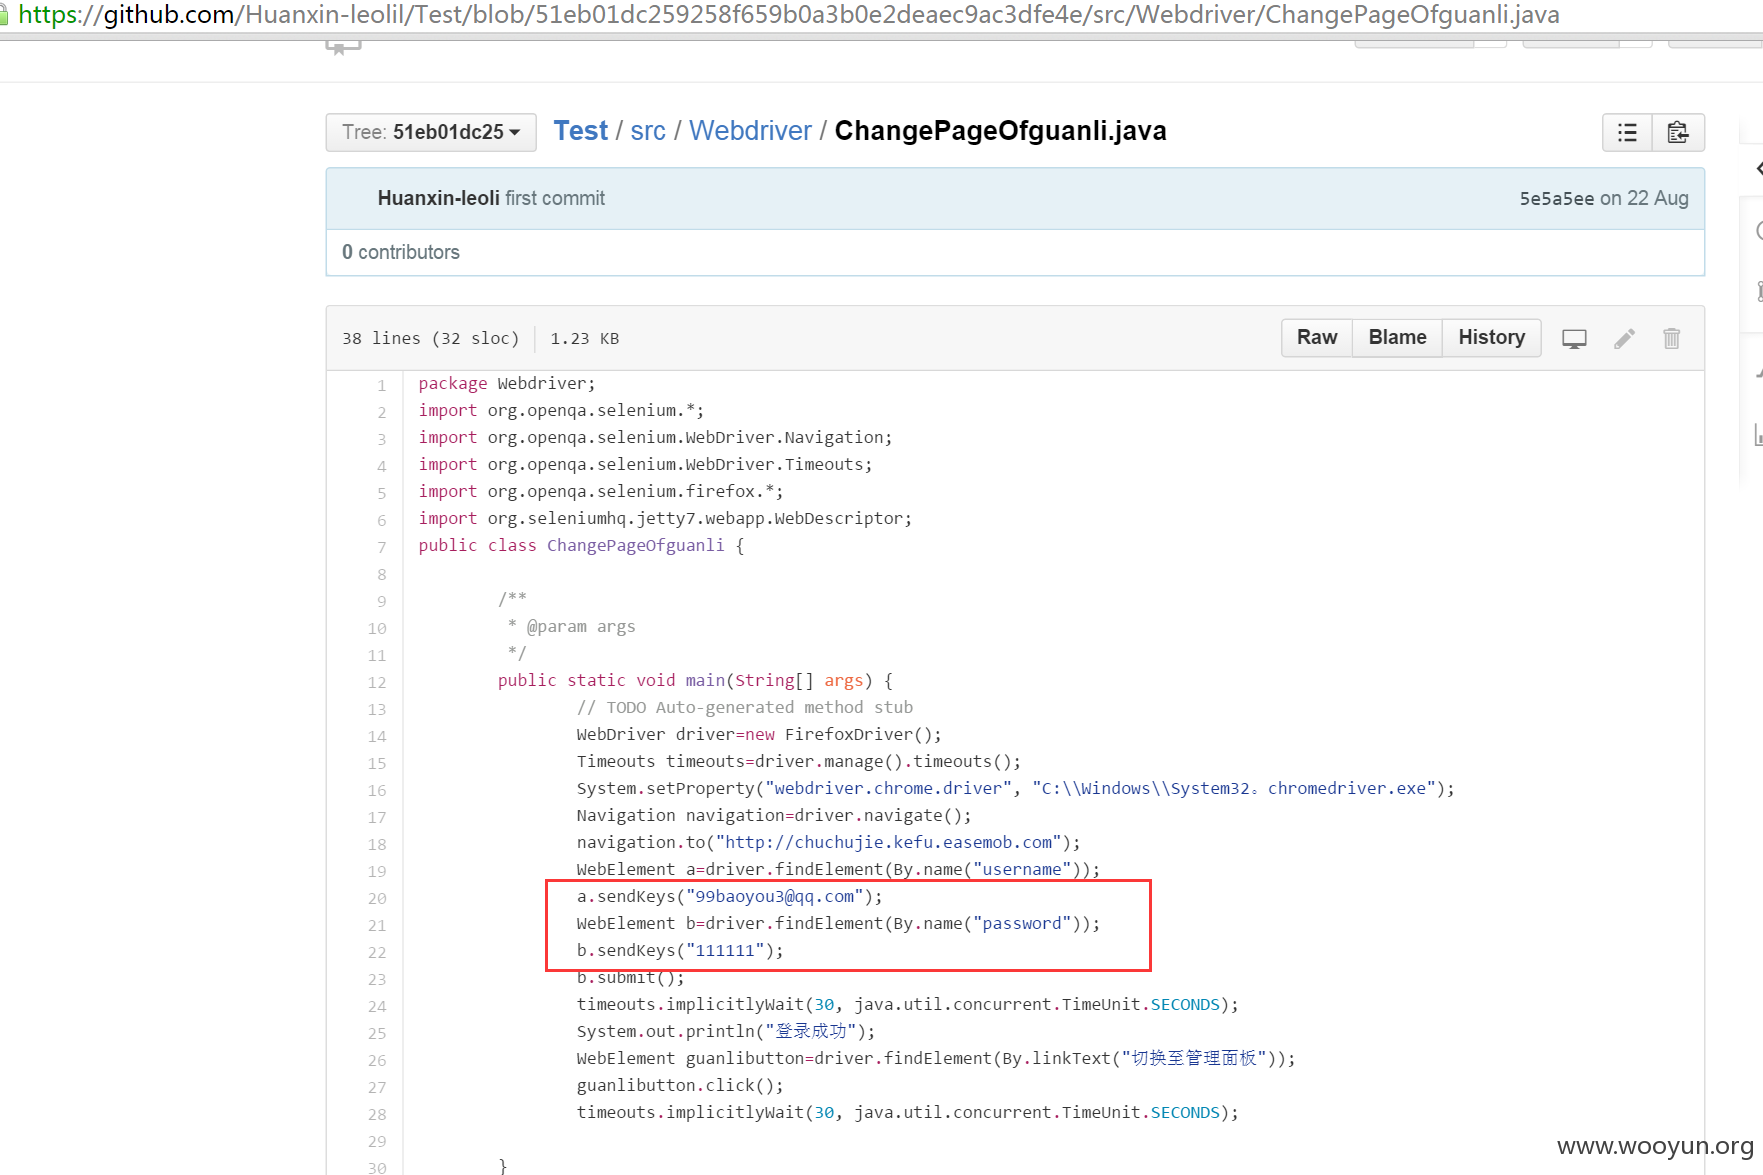 https://github.com/Huanxin-leolil/Test/blob/51eb01dc259258f659b0a3b0e2deaec9ac3dfe4e/src/Webdriver/ChangePageOfguanli.java
Tree: 51eb01dc25
Test / src / Webdriver / ChangePageOfguanli.java
Huanxin-leoli first commit
5e5a5ee on 22 Aug
0 contributors
38 lines (32 sloc) 1.23 KB
Raw Blame History
1 package Webdriver;
2 import org.openqa.selenium.*;
3 import org.openqa.selenium.WebDriver.Navigation;
4 import org.openqa.selenium.WebDriver.Timeouts;
5 import org.openqa.selenium.firefox.*;
6 import org.seleniumhq.jetty7.webapp.WebDescriptor;
7 public class ChangePageOfguanli {
8
9 /**
10 * @param args
11 */
12 public static void main(String[] args) {
13 // TODO Auto-generated method stub
14 WebDriver driver=new FirefoxDriver();
15 Timeouts timeouts=driver.manage().timeouts();
16 System.setProperty("webdriver.chrome.driver", "C:\\Windows\\System32。chromedriver.exe");
17 Navigation navigation=driver.navigate();
18 navigation.to("http://chuchujie.kefu.easemob.com");
19 WebElement a=driver.findElement(By.name("username"));
20 a.sendKeys("99baoyou3@qq.com");
21 WebElement b=driver.findElement(By.name("password"));
22 b.sendKeys("111111");
23 b.submit();
24 timeouts.implicitlyWait(30, java.util.concurrent.TimeUnit.SECONDS);
25 System.out.println("登录成功");
26 WebElement guanlibutton=driver.findElement(By.linkText("切换至管理面板"));
27 guanlibutton.click();
28 timeouts.implicitlyWait(30, java.util.concurrent.TimeUnit.SECONDS);
29
30 }
www.wooyun.org